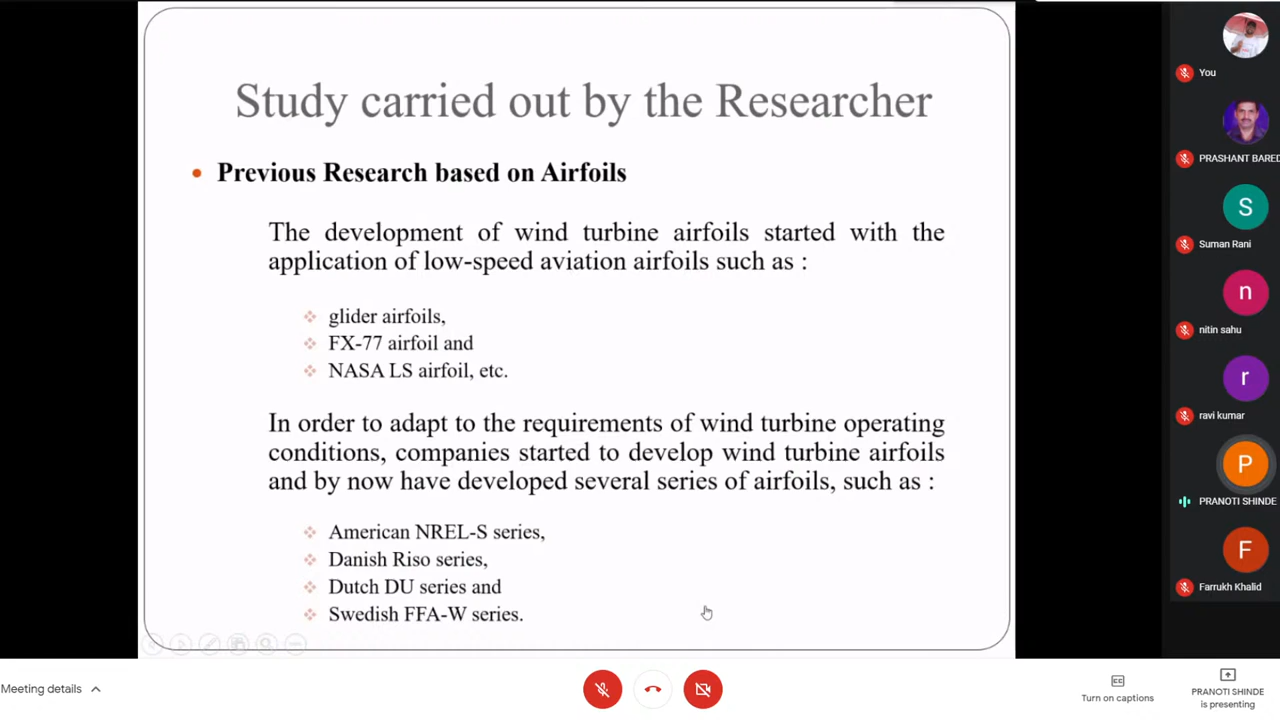 Study carried out by the Researcher
Previous Research based on Airfoils
The development of wind turbine airfoils started with the
application of low-speed aviation airfoils such as :
glider airfoils,
FX-77 airfoil and
NASA LS airfoil, etc.
In order to adapt to the requirements of wind turbine operating
conditions, companies started to develop wind turbine airfoils
and by now have developed several series of airfoils, such as :
American NREL-S series,
Danish Riso series,
Dutch DU series and
Swedish FFA-W series.
You
PRASHANT BARED
S
Suman Rani
n
nitin sahu
r
ravi kumar
P
PRANOTI SHINDE
F
Farrukh Khalid
Meeting details
CC
Turn on captions
PRANOTI SHINDE
is presenting